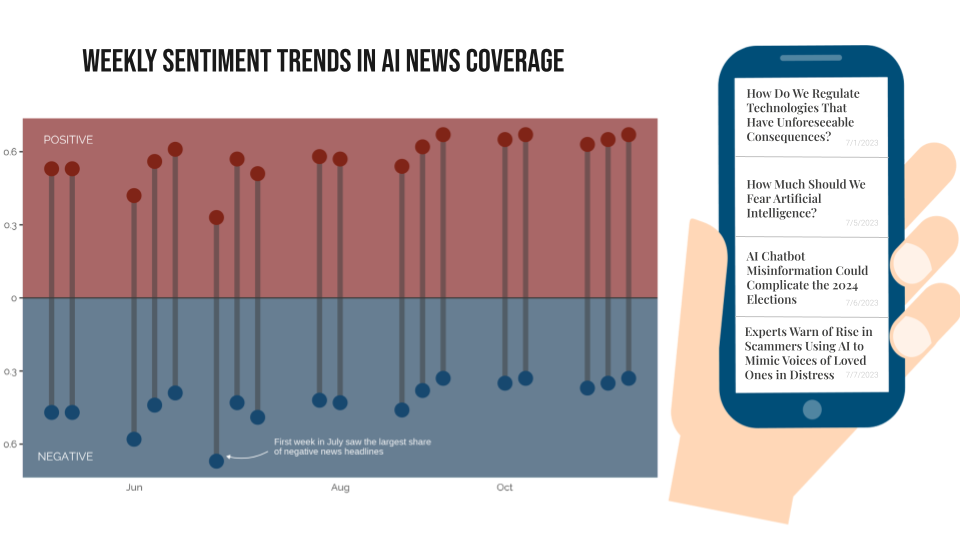 WEEKLY SENTIMENT TRENDS IN AI NEWS COVERAGE
POSITIVE
0.6
0.3
0
0.3
0.6
NEGATIVE
First week in July saw the largest share
of negative news headlines
Jun
Aug
Oct
How Do We Regulate
Technologies That
Have Unforeseeable
Consequences?
7/1/2023
How Much Should We
Fear Artificial
Intelligence?
7/5/2023
AI Chatbot
Misinformation Could
Complicate the 2024
Elections
7/6/2023
Experts Warn of Rise in
Scammers Using AI to
Mimic Voices of Loved
Ones in Distress
7/7/2023